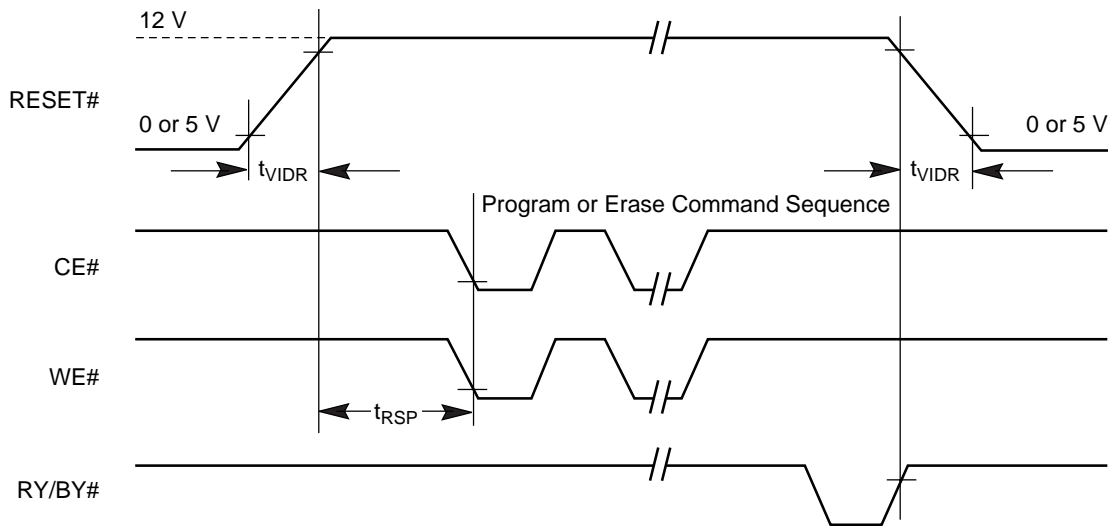 12 V
RESET#
0 or 5 V
0 or 5 V
tVIDR
tVIDR
Program or Erase Command Sequence
CE#
WE#
tRSP
RY/BY#